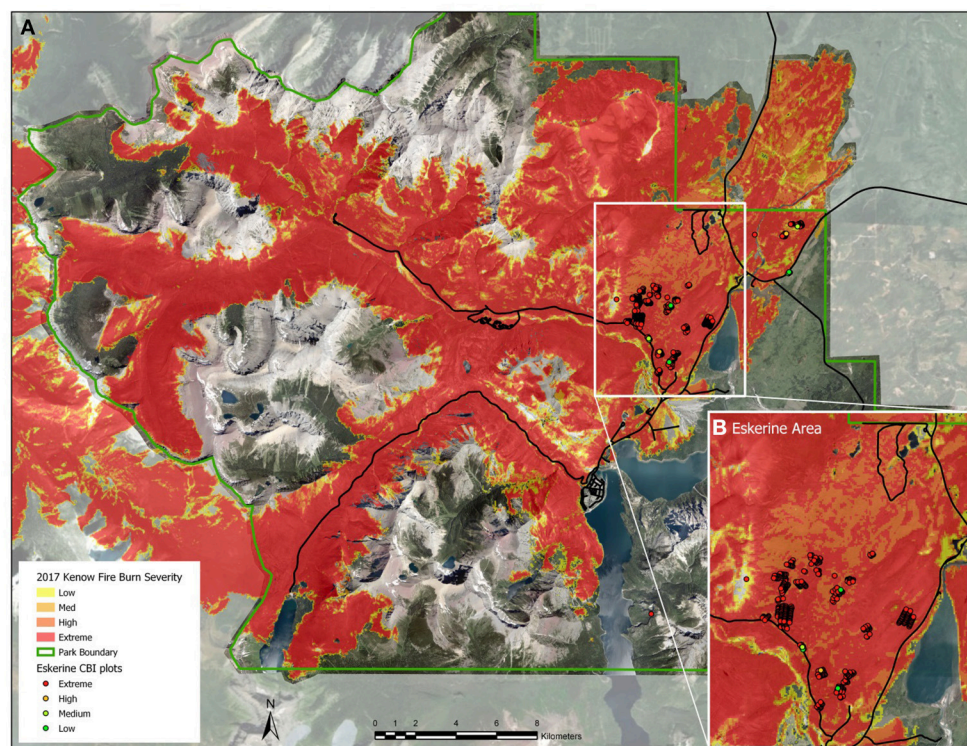 A
B Eskerine Area
2017 Kenow Fire Burn Severity
Low
Med
High
Extreme
Park Boundary
Eskerine CBI plots
Extreme
High
Medium
Low
N
0 1 2 4 6 8
Kilometers